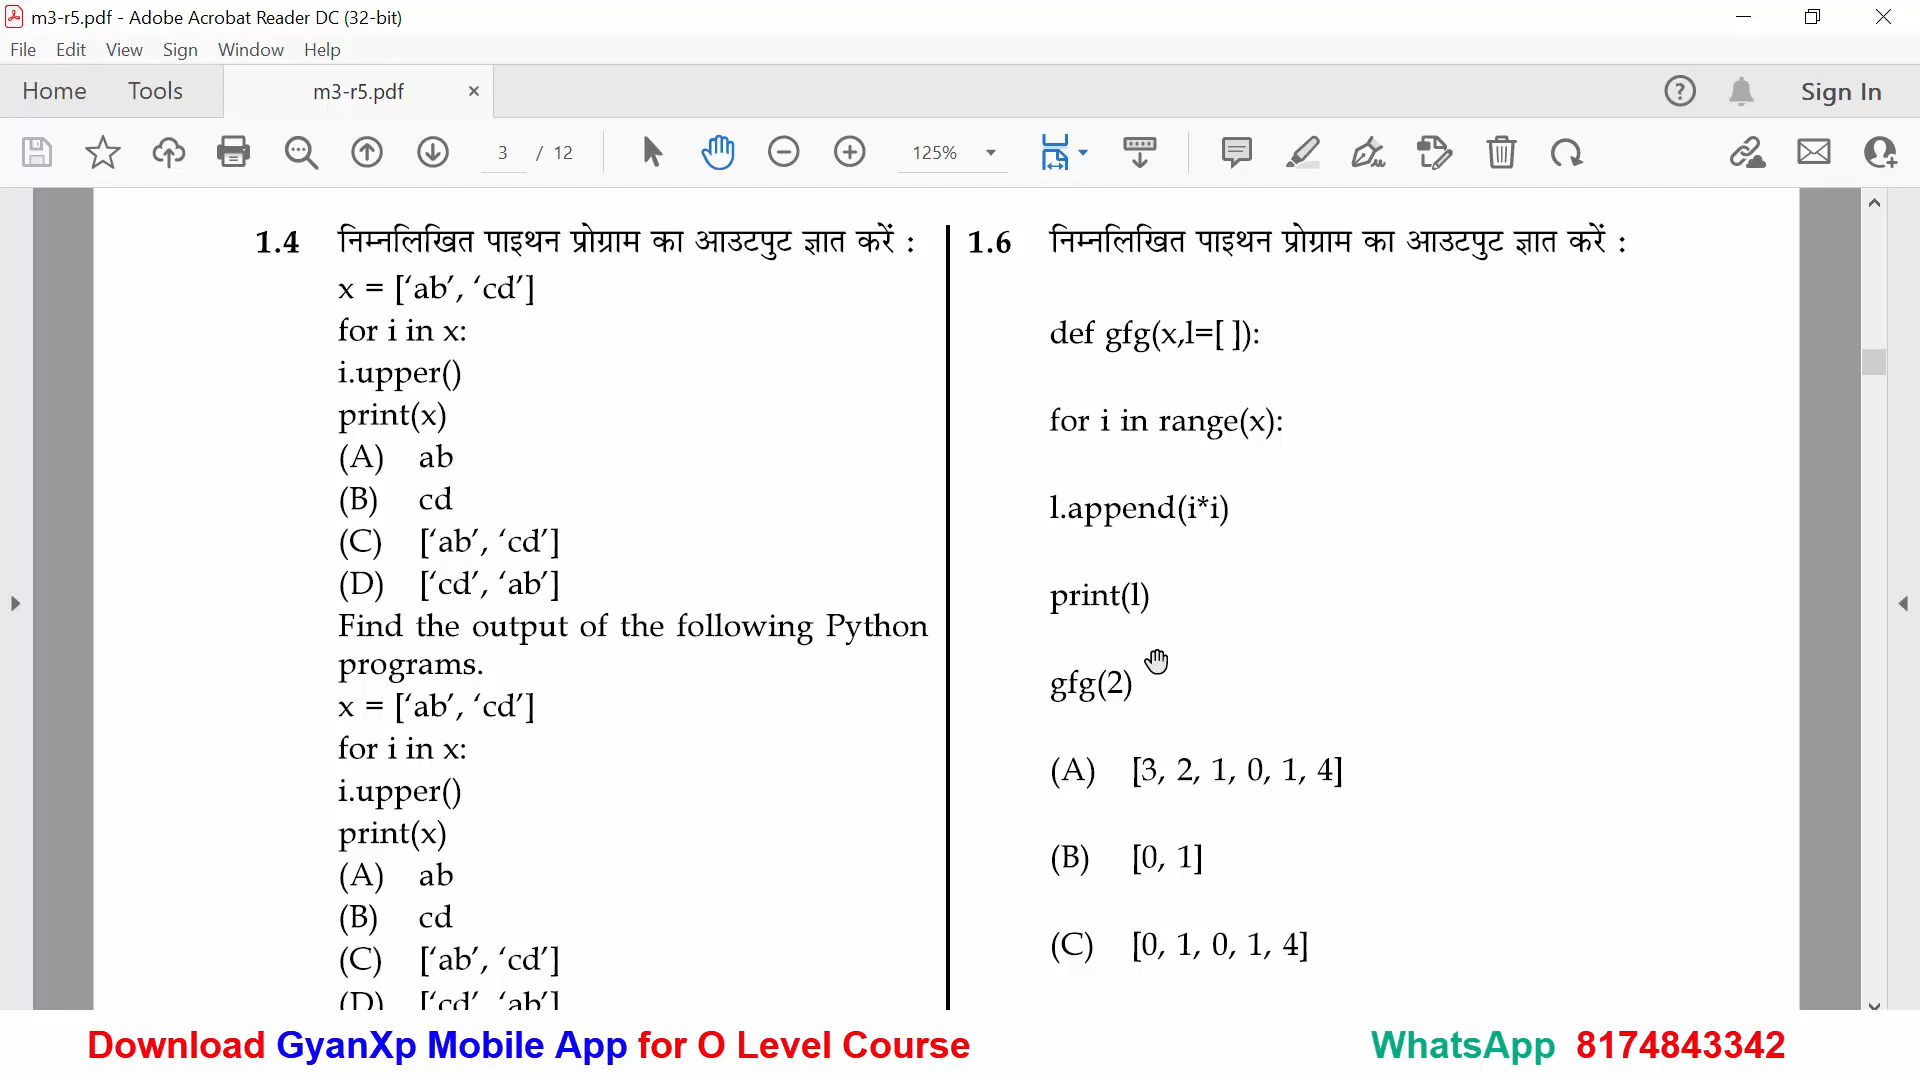 m3-r5.pdf - Adobe Acrobat Reader DC (32-bit)
File Edit View Sign Window Help
Home Tools m3-r5.pdf × Sign In
3 / 12 125%
1.4 निम्नलिखित पाइथन प्रोग्राम का आउटपुट ज्ञात करें :
x = [‘ab’, ‘cd’]
for i in x:
i.upper()
print(x)
(A) ab
(B) cd
(C) [‘ab’, ‘cd’]
(D) [‘cd’, ‘ab’]
Find the output of the following Python
programs.
x = [‘ab’, ‘cd’]
for i in x:
i.upper()
print(x)
(A) ab
(B) cd
(C) [‘ab’, ‘cd’]
(D) [‘cd’, ‘ab’]
1.6 निम्नलिखित पाइथन प्रोग्राम का आउटपुट ज्ञात करें :
def gfg(x,l=[ ]):
for i in range(x):
l.append(i*i)
print(l)
gfg(2)
(A) [3, 2, 1, 0, 1, 4]
(B) [0, 1]
(C) [0, 1, 0, 1, 4]
Download GyanXp Mobile App for O Level Course
WhatsApp 8174843342